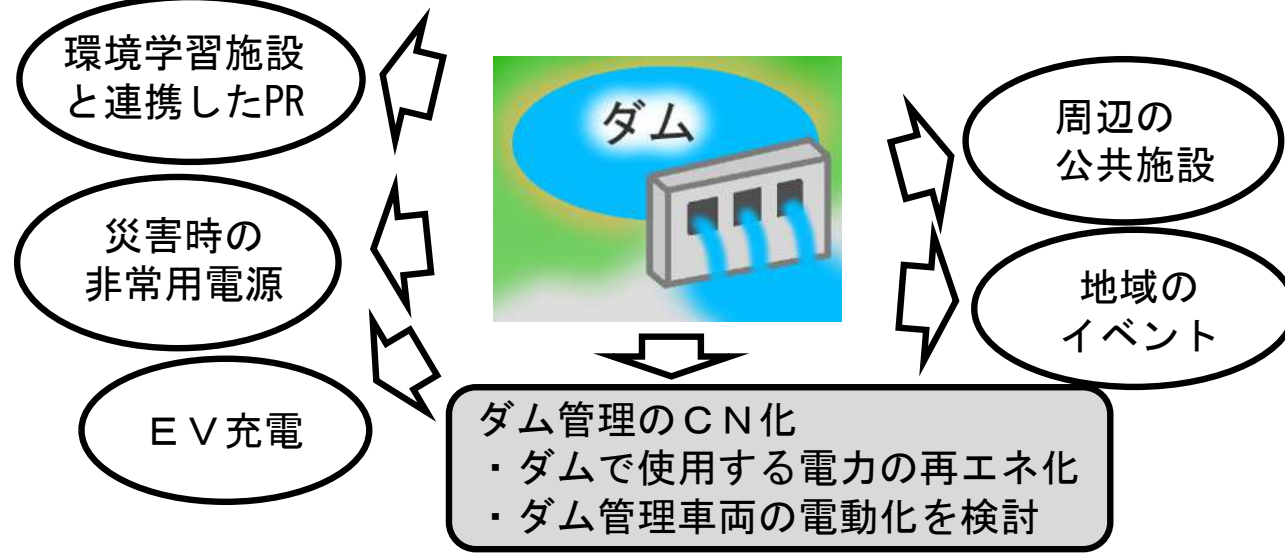 環境学習施設
と連携したPR
災害時の
非常用電源
ＥＶ充電
ダム
周辺の
公共施設
地域の
イベント
ダム管理のＣＮ化
・ダムで使用する電力の再エネ化
・ダム管理車両の電動化を検討